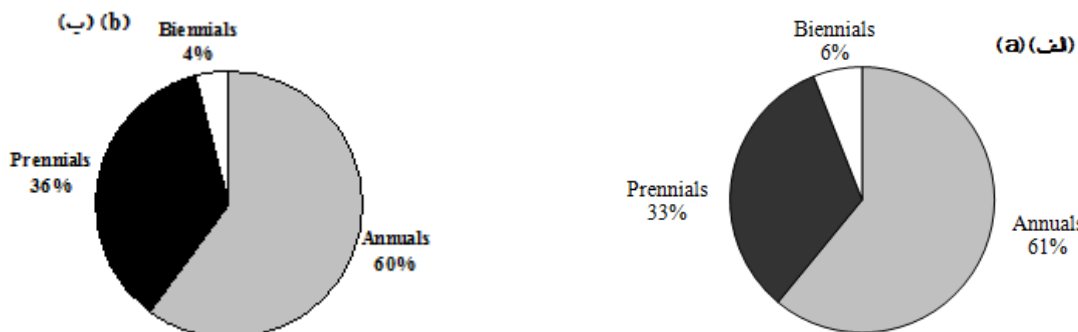 (ب) (b)
Biennials
4%
Prennials
36%
Annuals
60%
(a) (الف)
Biennials
6%
Prennials
33%
Annuals
61%